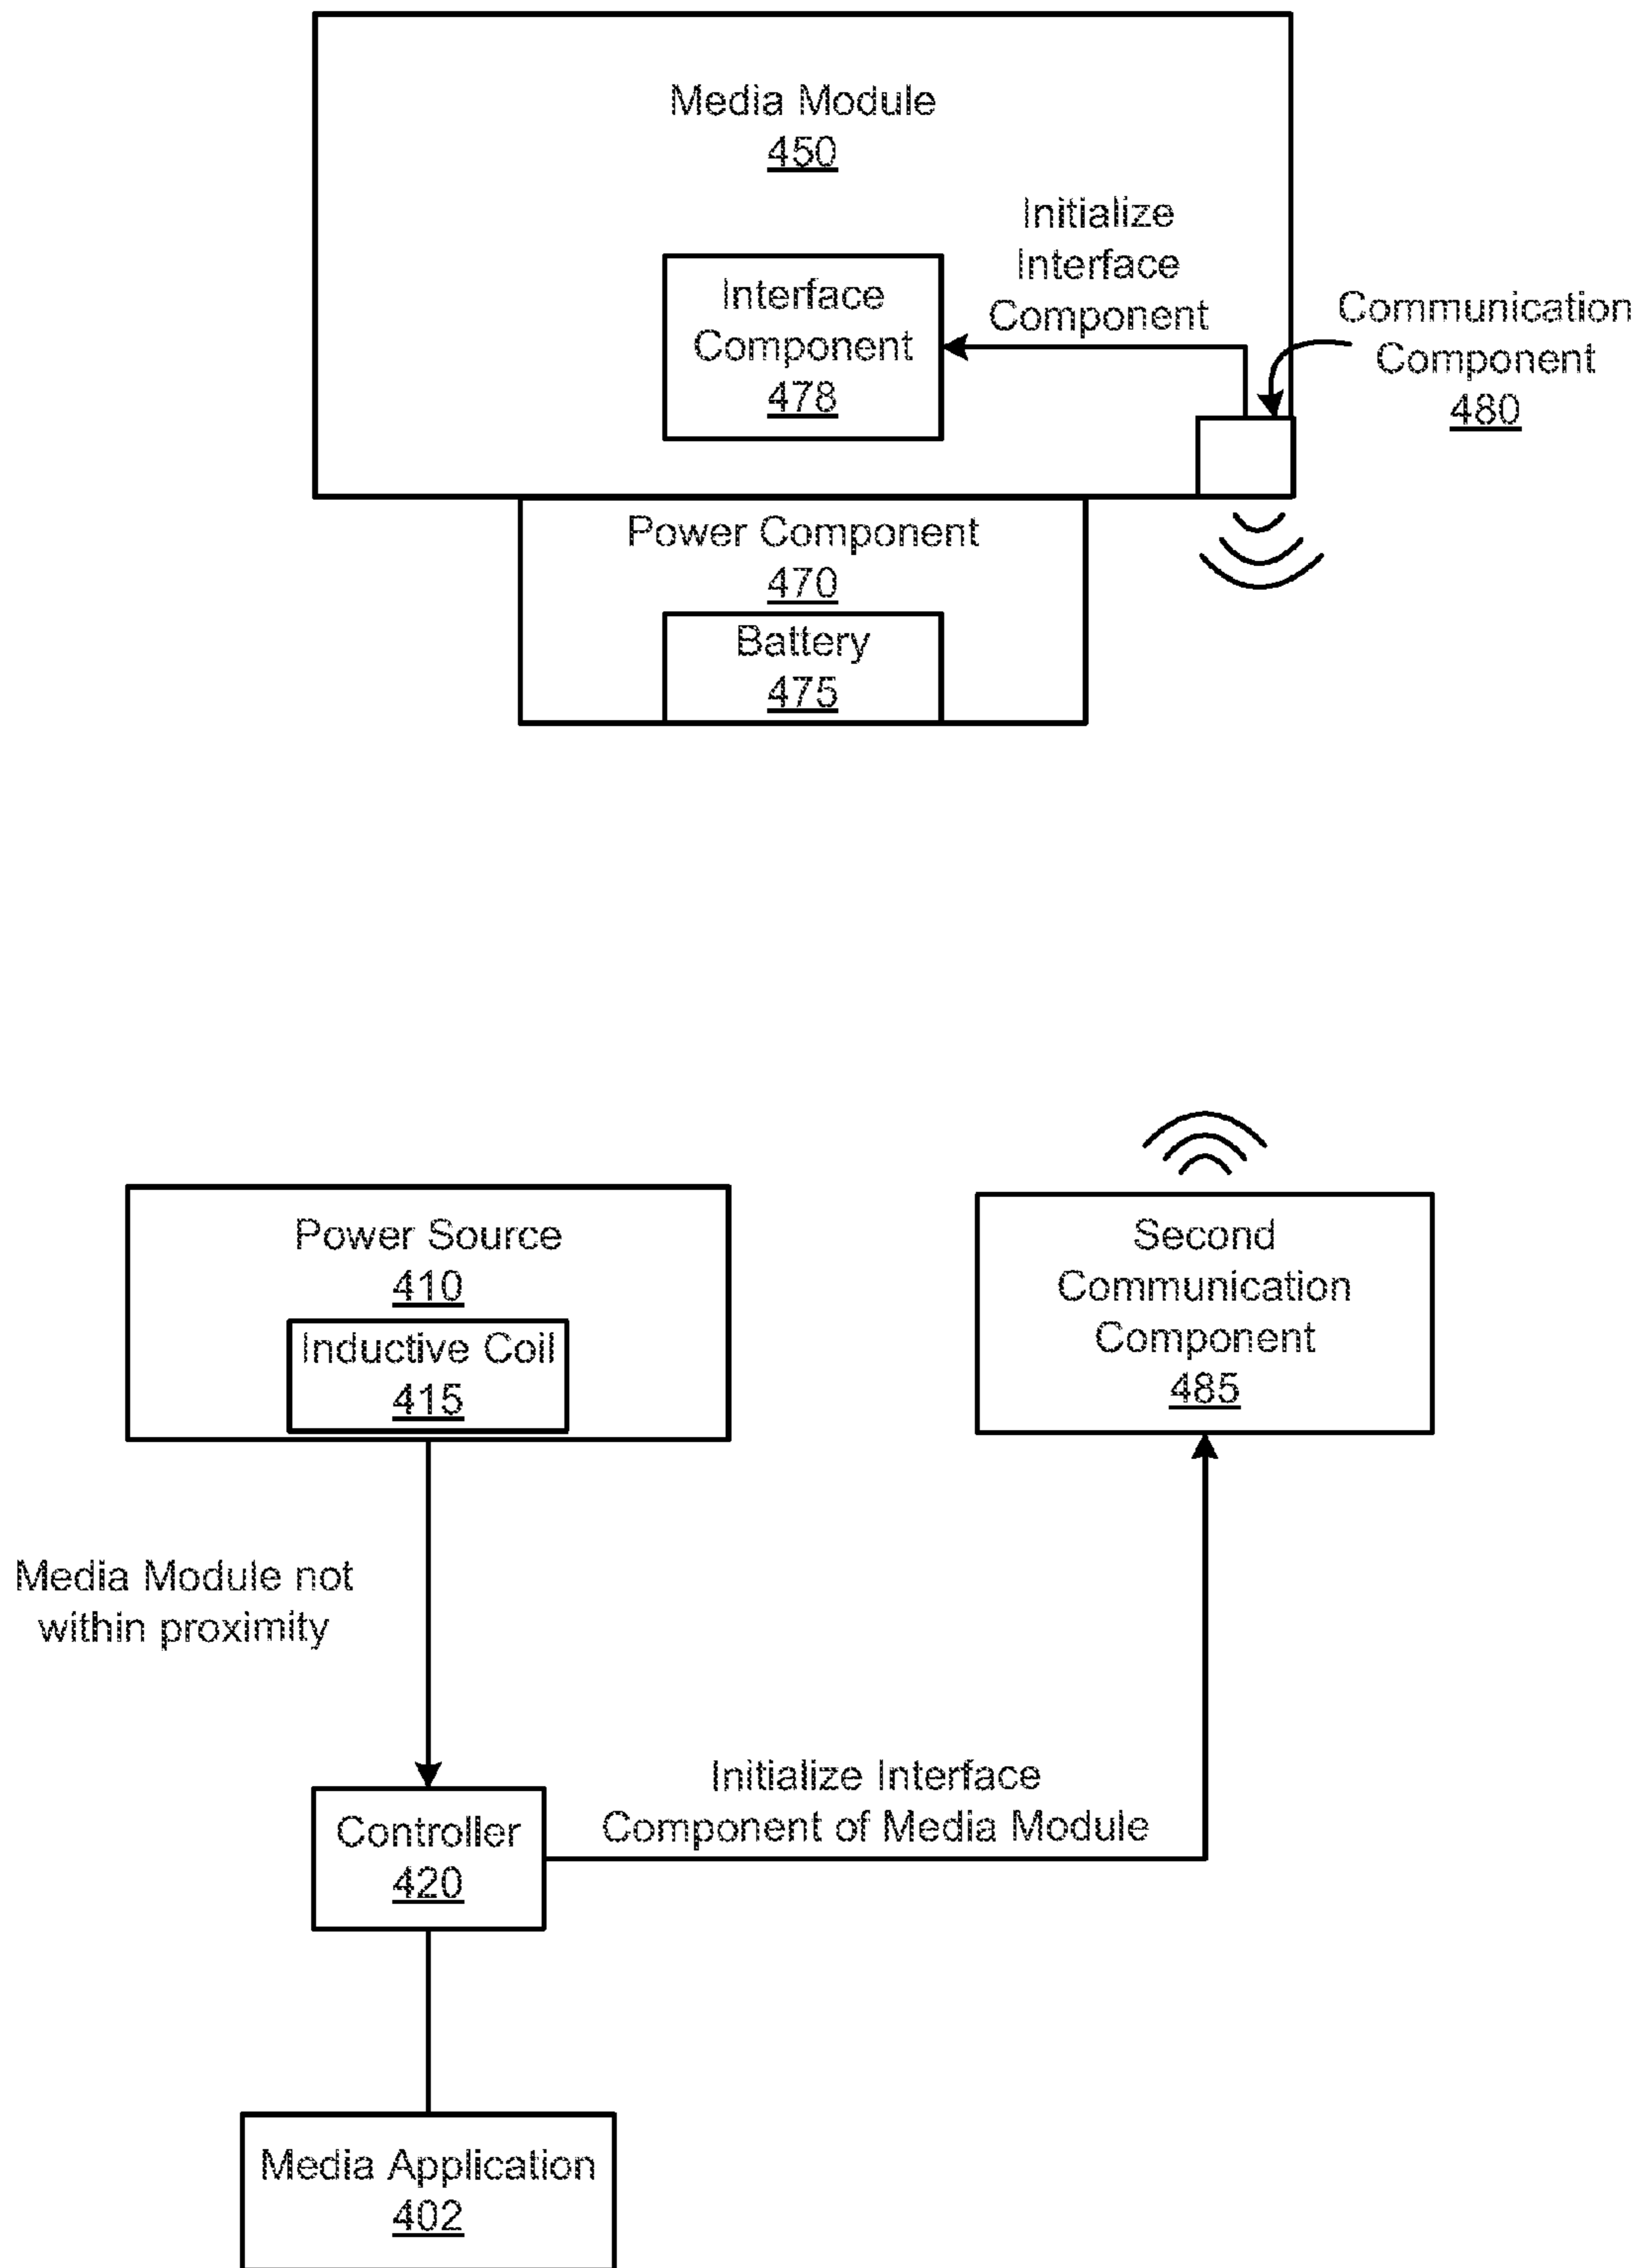 Media Module
450
Initialize
Interface
Component
Interface
Component
478
Communication
Component
480
Power Component
470
Battery
475
Power Source
410
Inductive Coil
415
Second
Communication
Component
485
Media Module not
within proximity
Initialize Interface
Component of Media Module
Controller
420
Media Application
402